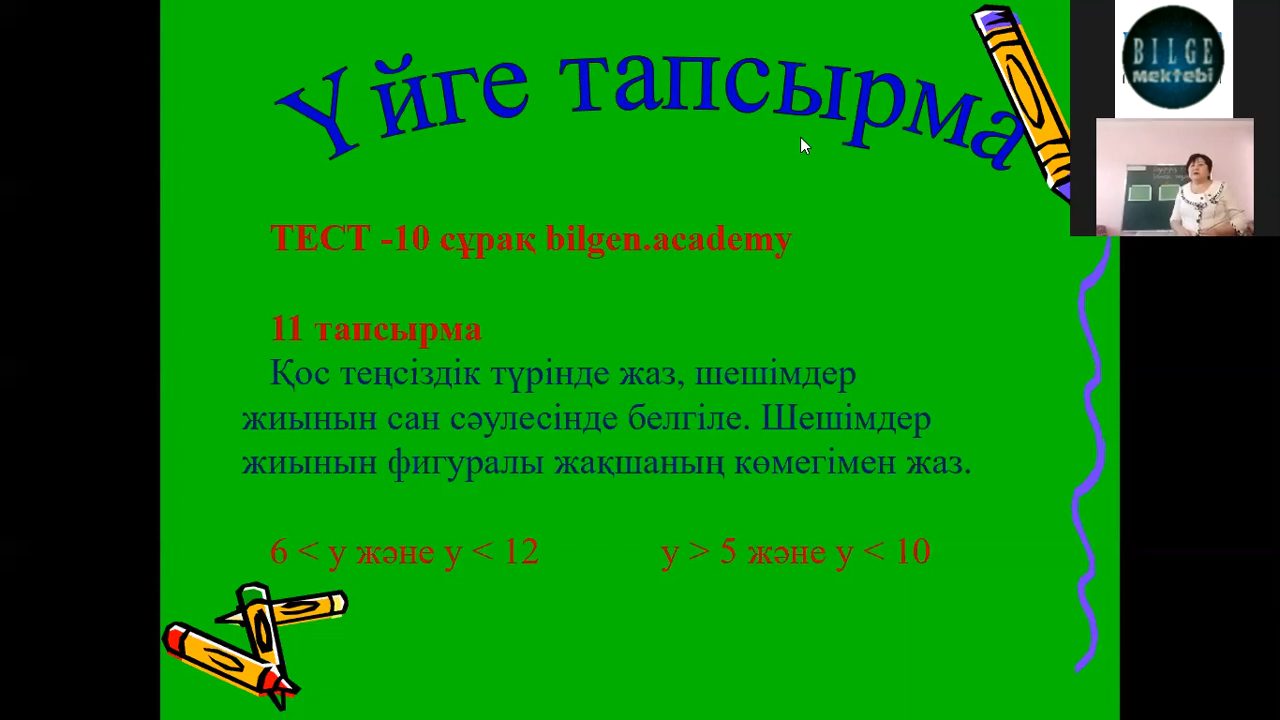 Үйге тапсырма
BILGE
mektebi
ТЕСТ -10 сұрақ bilgen.academy
11 тапсырма
Қос теңсіздік түрінде жаз, шешімдер
жиынын сан сәулесінде белгіле. Шешімдер
жиынын фигуралы жақшаның көмегімен жаз.
6 < у және у < 12 у > 5 және у < 10